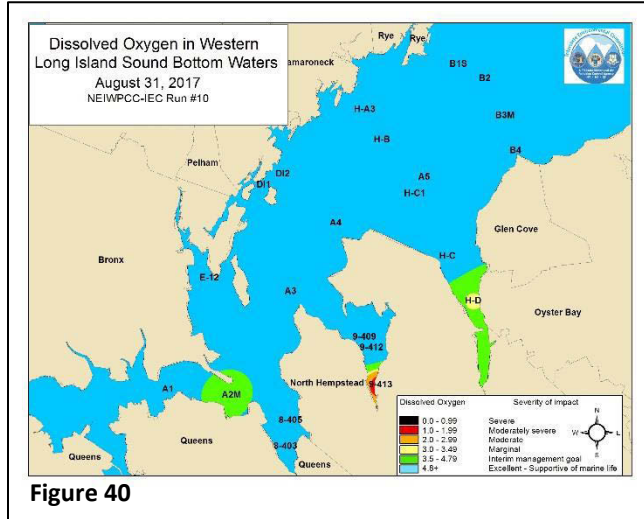 Dissolved Oxygen in Western
Long Island Sound Bottom Waters
August 31, 2017
NEIWPCC-IEC Run #10
Rye
Rye
amaroneck
B1S
B2
H-A3
B3M
H-B
B4
Pelham
DI2
DI1
A5
H-C1
A4
Glen Cove
H-C
Bronx
E-12
A3
H-D
Oyster Bay
9-409
9-412
North Hempstead
9-413
A1
A2M
8-405
8-403
Queens
Queens
Queens
Dissolved Oxygen Severity of impact
0.0 - 0.99 Severe
1.0 - 1.99 Moderately severe
2.0 - 2.99 Moderate
3.0 - 3.49 Marginal
3.5 - 4.79 Interim management goal
4.8+ Excellent - Supportive of marine life
N
W
E
S
Figure 40